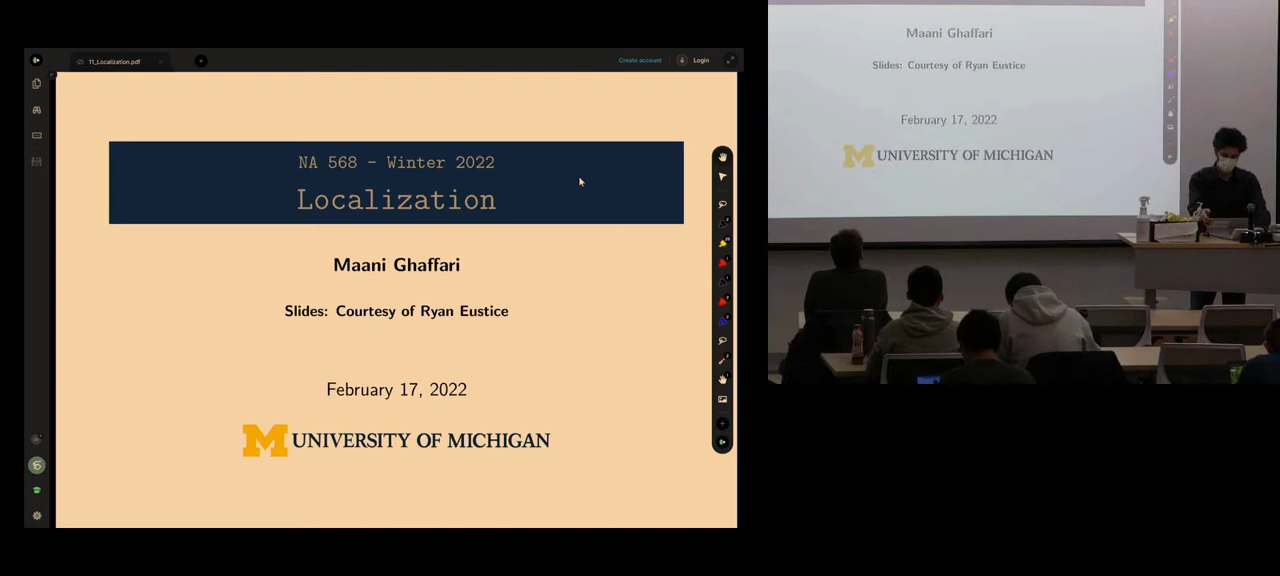 11_Localization.pdf
Create account
Login
NA 568 – Winter 2022
Localization
Maani Ghaffari
Slides: Courtesy of Ryan Eustice
February 17, 2022
M UNIVERSITY OF MICHIGAN
Maani Ghaffari
Slides: Courtesy of Ryan Eustice
February 17, 2022
M UNIVERSITY OF MICHIGAN